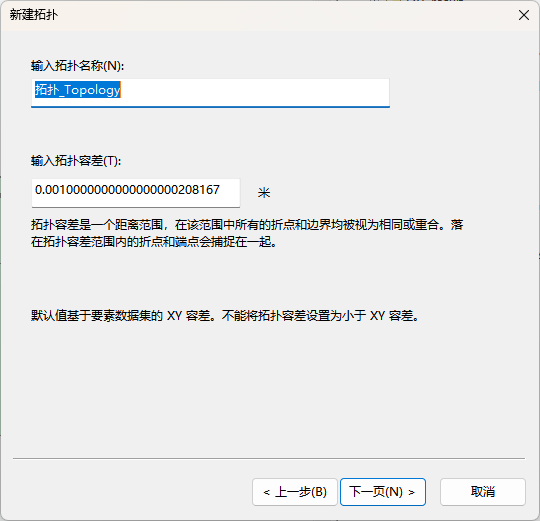 新建拓扑
输入拓扑名称(N):
拓扑_Topology
输入拓扑容差(T):
0.0010000000000000000208167
米
拓扑容差是一个距离范围，在该范围中所有的折点和边界均被视为相同或重合。落
在拓扑容差范围内的折点和端点会捕捉在一起。
默认值基于要素数据集的 XY 容差。不能将拓扑容差设置为小于 XY 容差。
< 上一步(B)
下一页(N) >
取消